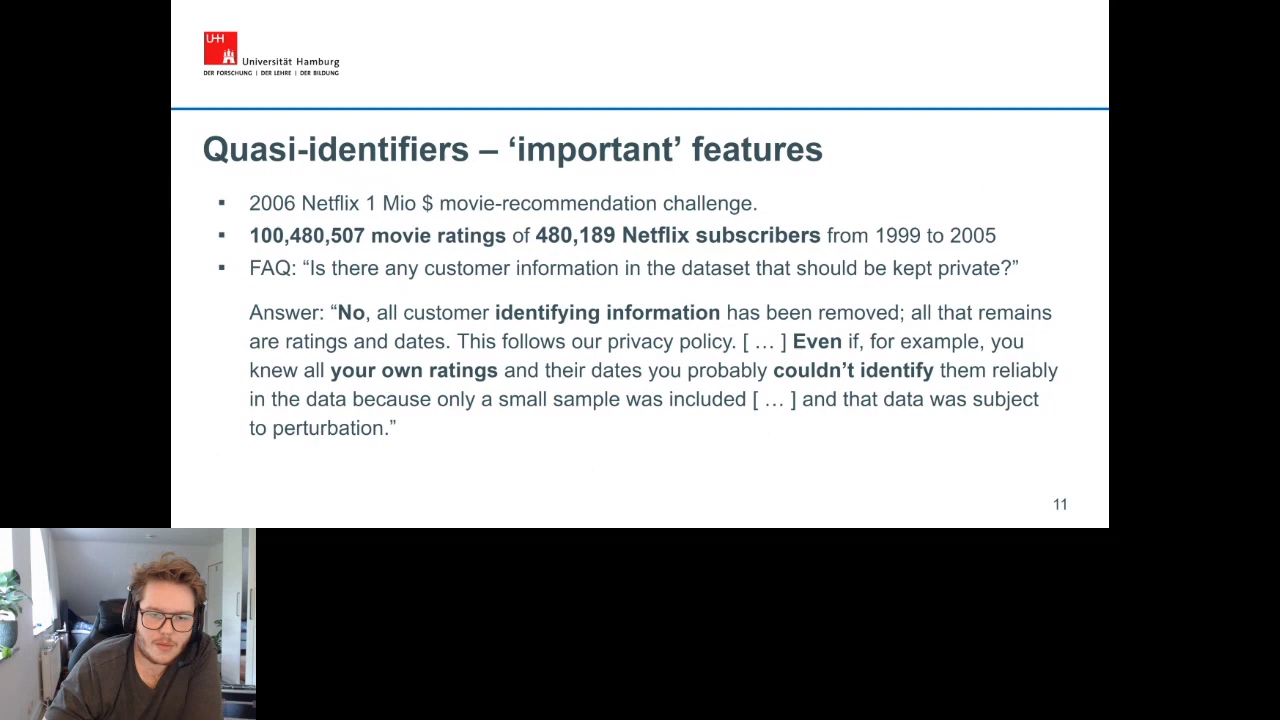 UHH
Universität Hamburg
DER FORSCHUNG | DER LEHRE | DER BILDUNG
Quasi-identifiers – ‘important’ features
▪ 2006 Netflix 1 Mio $ movie-recommendation challenge.
▪ 100,480,507 movie ratings of 480,189 Netflix subscribers from 1999 to 2005
▪ FAQ: “Is there any customer information in the dataset that should be kept private?”
Answer: “No, all customer identifying information has been removed; all that remains
are ratings and dates. This follows our privacy policy. [ … ] Even if, for example, you
knew all your own ratings and their dates you probably couldn’t identify them reliably
in the data because only a small sample was included [ … ] and that data was subject
to perturbation.”
11